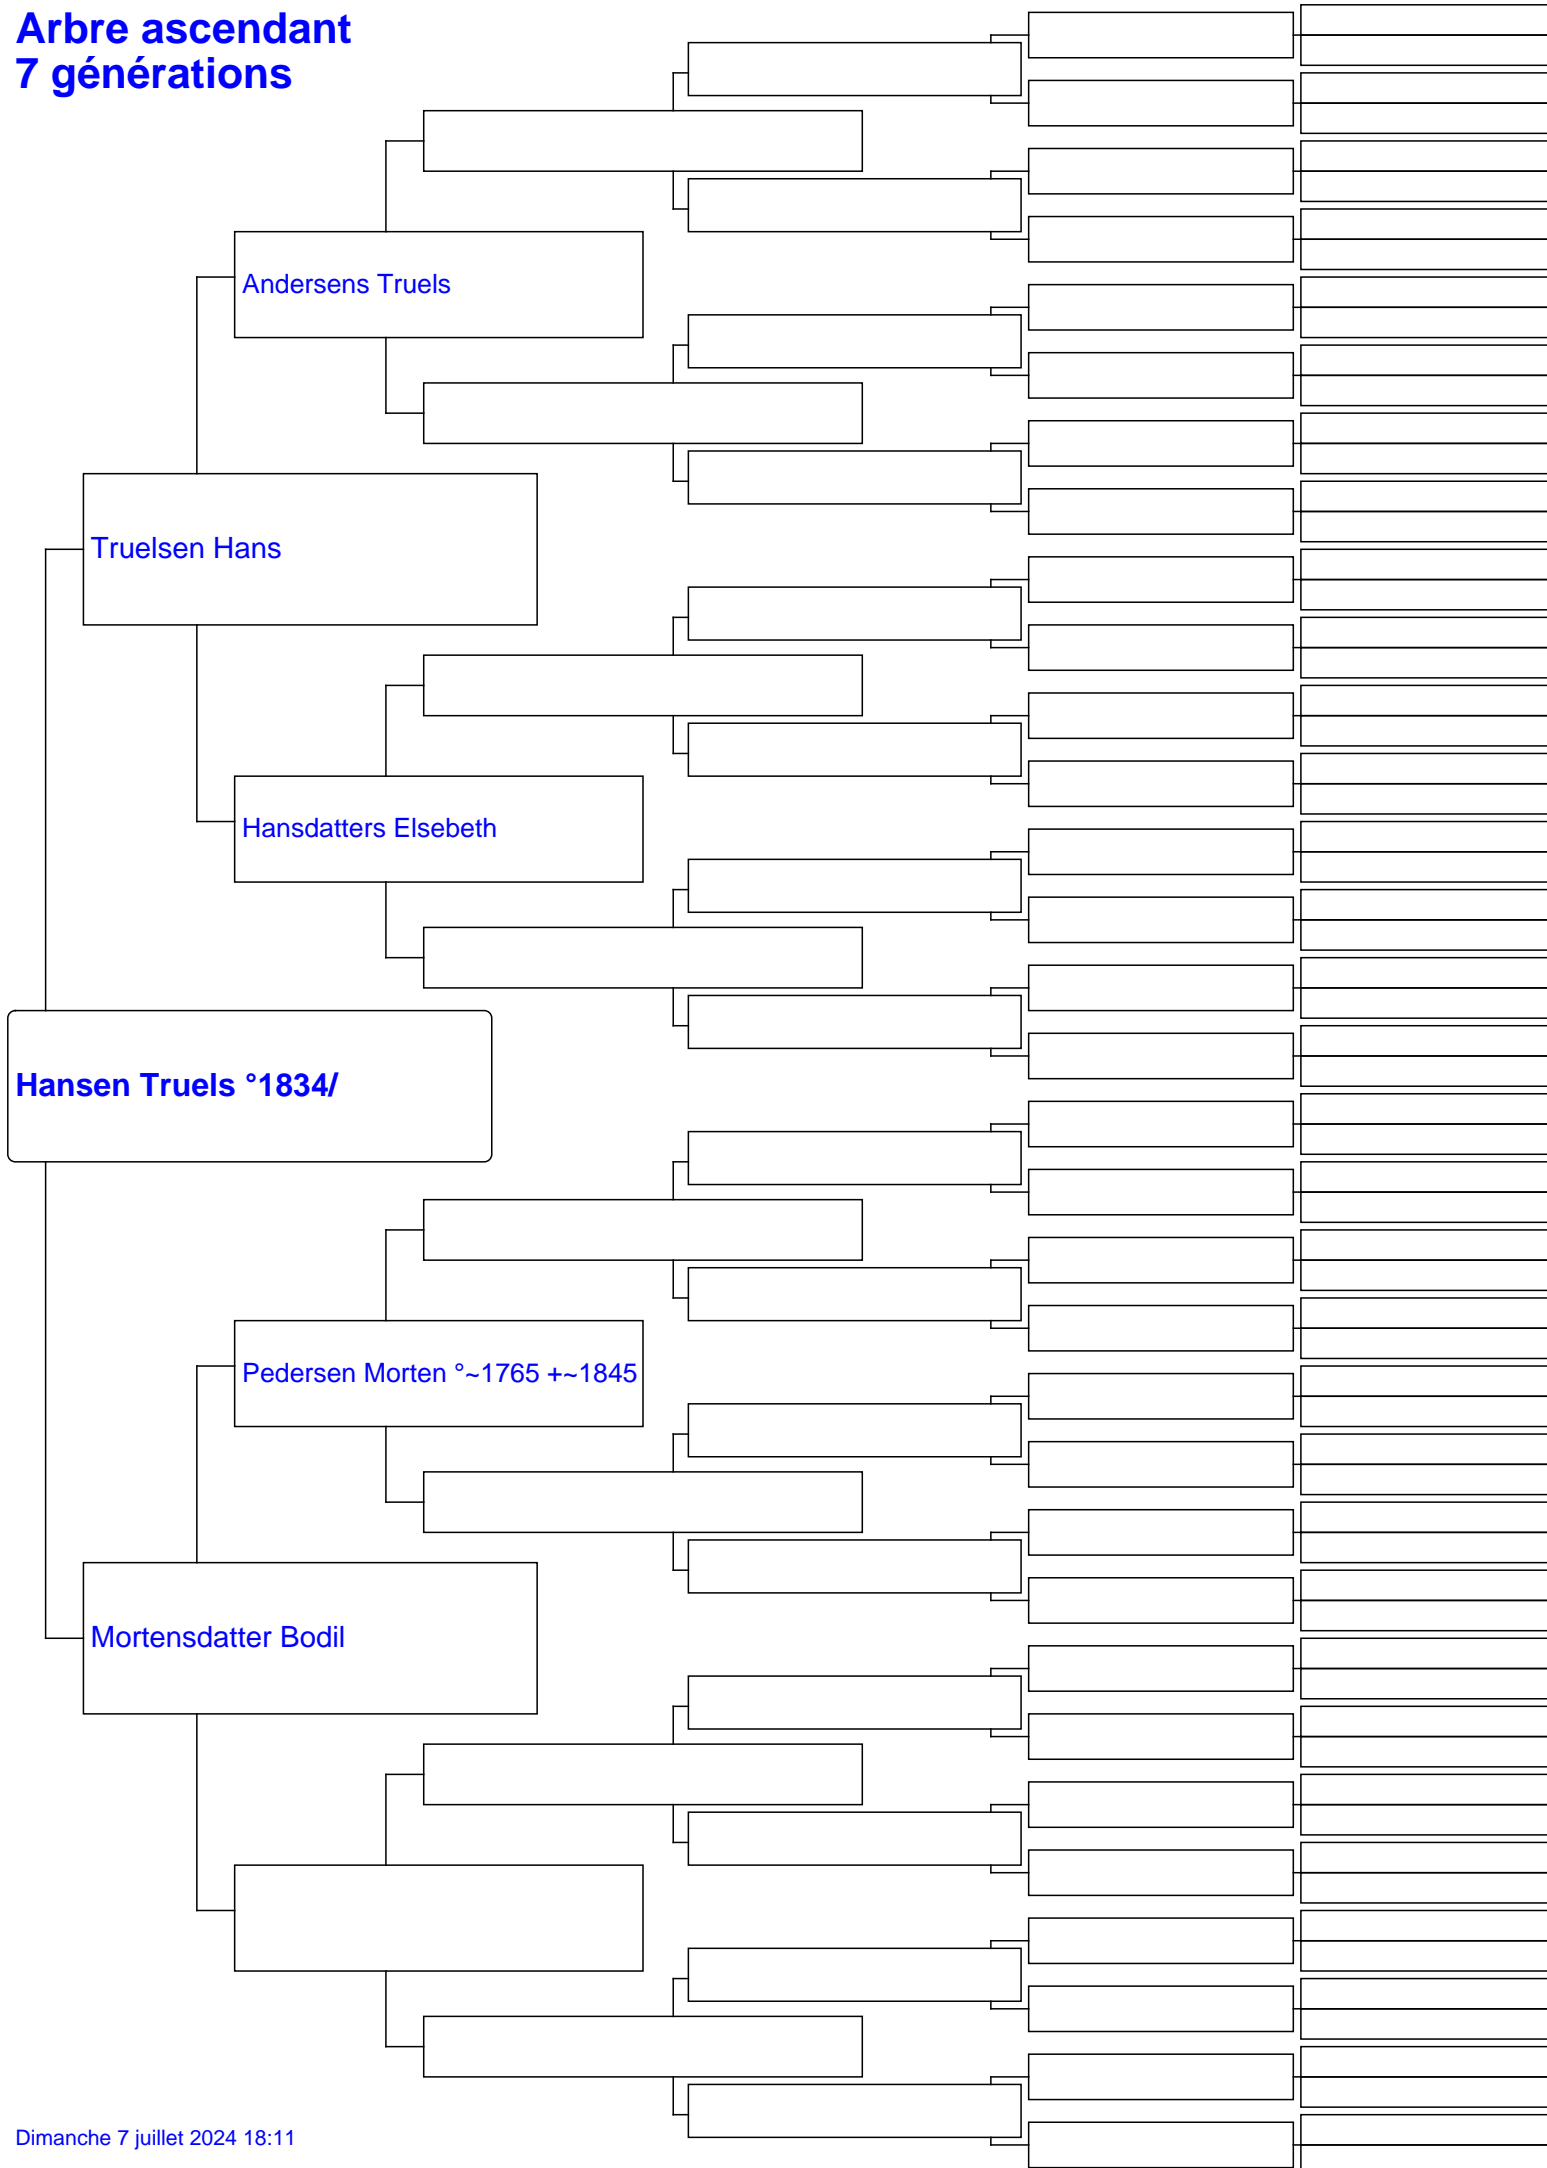 Arbre ascendant
7 générations
Andersens Truels
Truelsen Hans
Hansdatters Elsebeth
Hansen Truels °1834/
Pedersen Morten °~1765 +~1845
Mortensdatter Bodil
Dimanche 7 juillet 2024 18:11